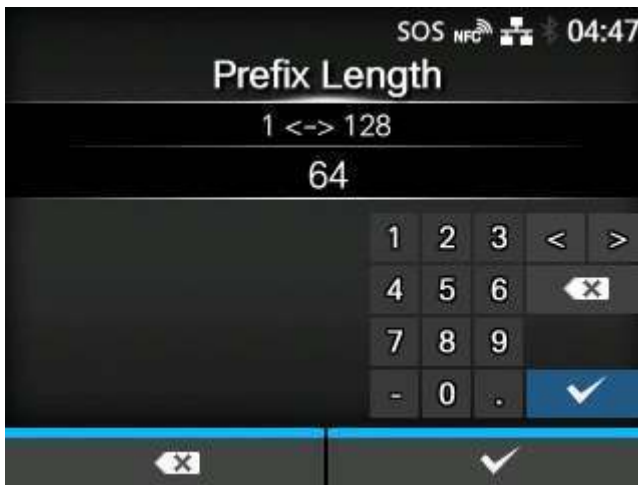 SOS NFC 04:47
Prefix Length
1 <-> 128
64
1 2 3 < >
4 5 6
7 8 9
- 0 .